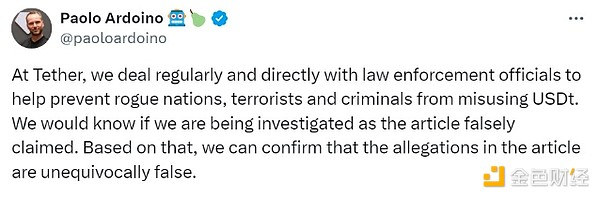 Paolo Ardoino
@paoloardoino
At Tether, we deal regularly and directly with law enforcement officials to
help prevent rogue nations, terrorists and criminals from misusing USDt.
We would know if we are being investigated as the article falsely
claimed. Based on that, we can confirm that the allegations in the article
are unequivocally false.
金色财经